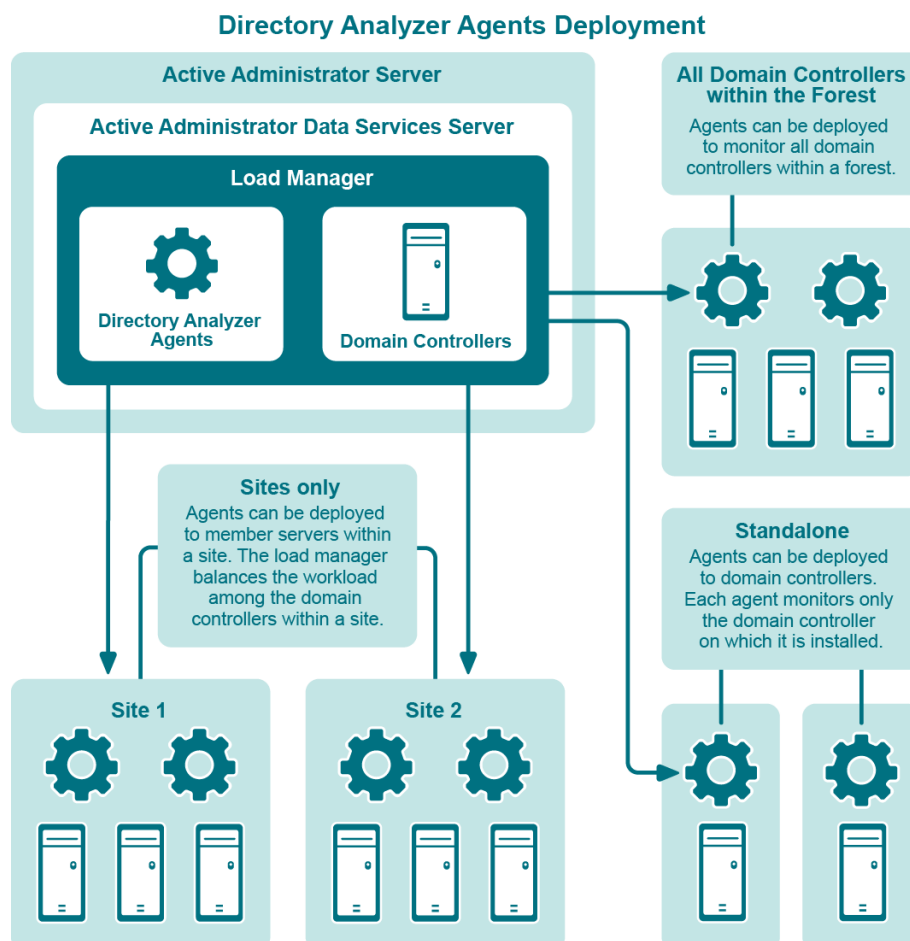 Directory Analyzer Agents Deployment
Active Administrator Server
Active Administrator Data Services Server
Load Manager
Directory Analyzer
Agents
Domain Controllers
All Domain Controllers
within the Forest
Agents can be deployed
to monitor all domain
controllers within a forest.
Sites only
Agents can be deployed
to member servers within
a site. The load manager
balances the workload
among the domain
controllers within a site.
Standalone
Agents can be deployed
to domain controllers.
Each agent monitors only
the domain controller
on which it is installed.
Site 1
Site 2